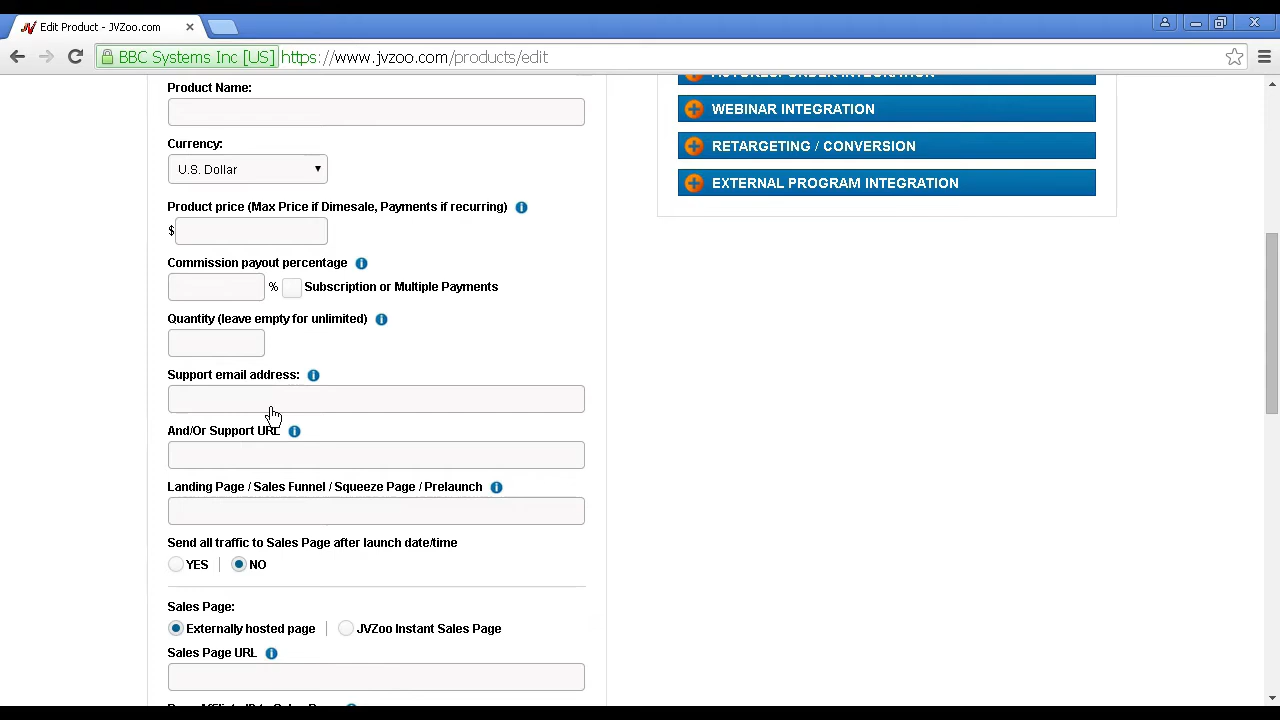 Edit Product - JVZoo.com
BBC Systems Inc [US] https://www.jvzoo.com/products/edit
Product Name:
Currency:
U.S. Dollar
Product price (Max Price if Dimesale, Payments if recurring)
$
Commission payout percentage
% Subscription or Multiple Payments
Quantity (leave empty for unlimited)
Support email address:
And/Or Support URL
Landing Page / Sales Funnel / Squeeze Page / Prelaunch
Send all traffic to Sales Page after launch date/time
YES | NO
Sales Page:
Externally hosted page | JVZoo Instant Sales Page
Sales Page URL
WEBINAR INTEGRATION
RETARGETING / CONVERSION
EXTERNAL PROGRAM INTEGRATION